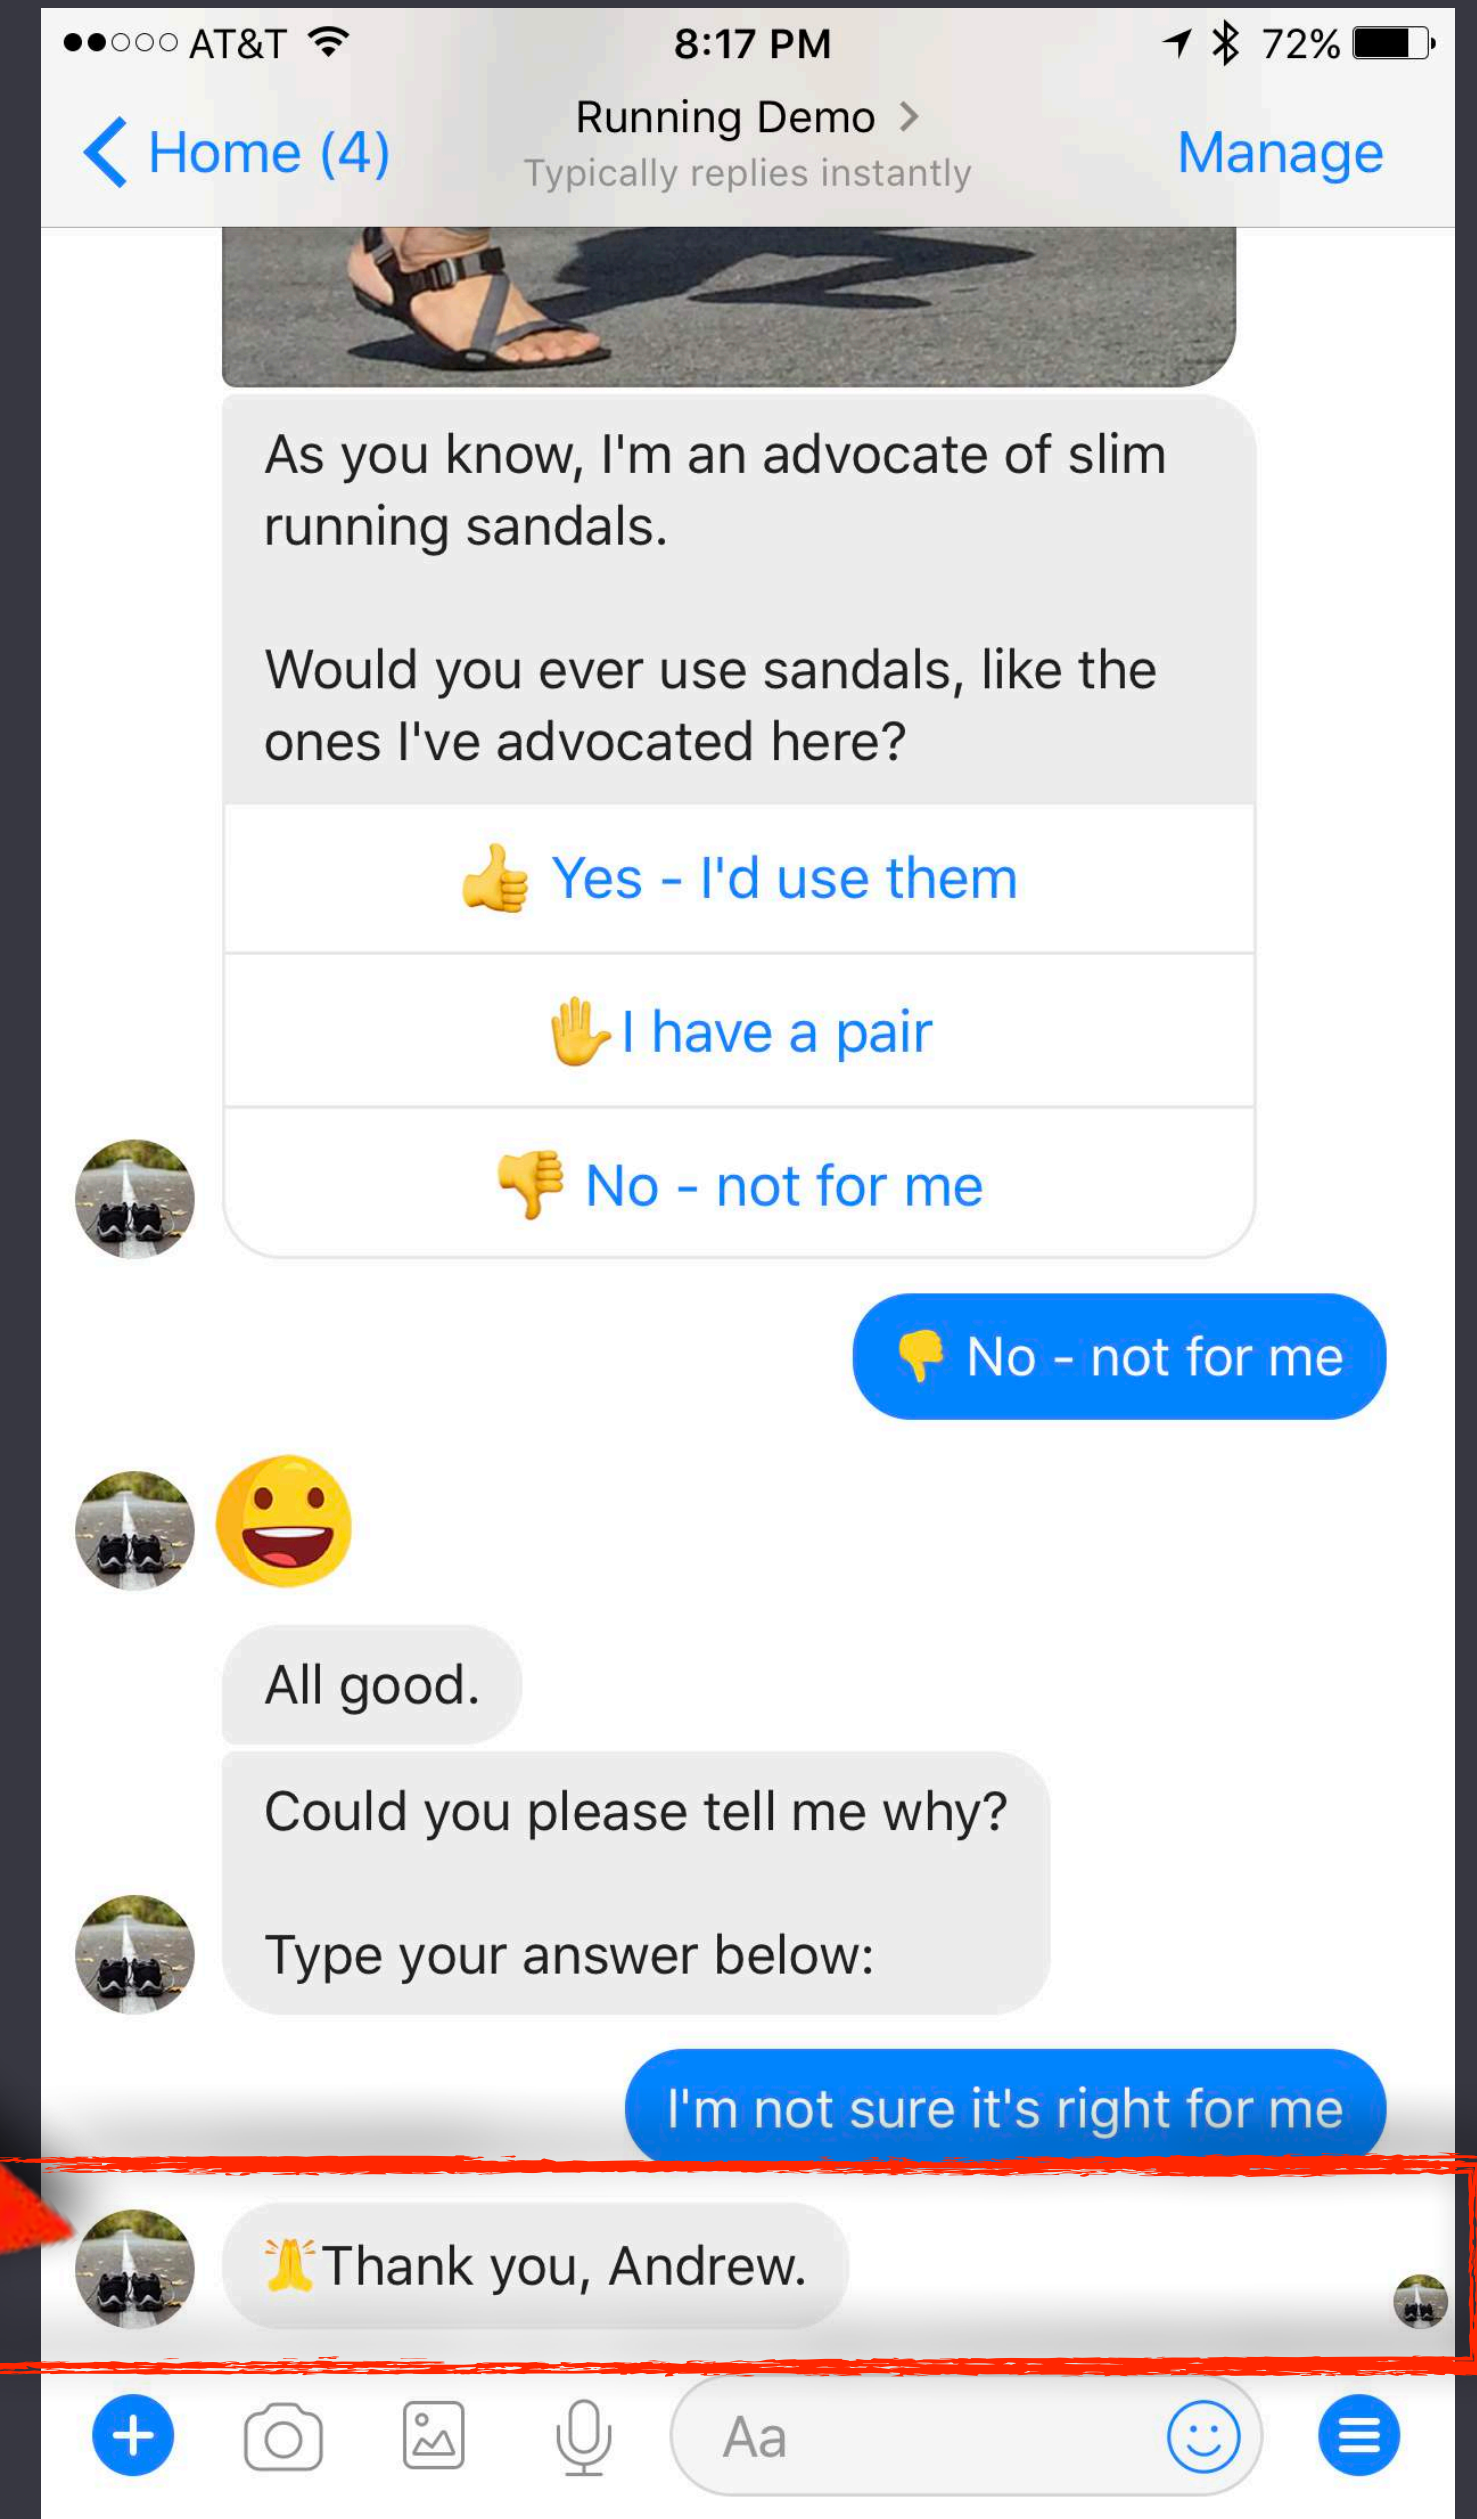 AT&T 8:17 PM 72%
Home (4) Running Demo Manage
Typically replies instantly
As you know, I'm an advocate of slim
running sandals.
Would you ever use sandals, like the
ones I've advocated here?
👍 Yes - I'd use them
✋ I have a pair
👎 No - not for me
👎 No - not for me
All good.
Could you please tell me why?
Type your answer below:
I'm not sure it's right for me
🙏 Thank you, Andrew.
Aa